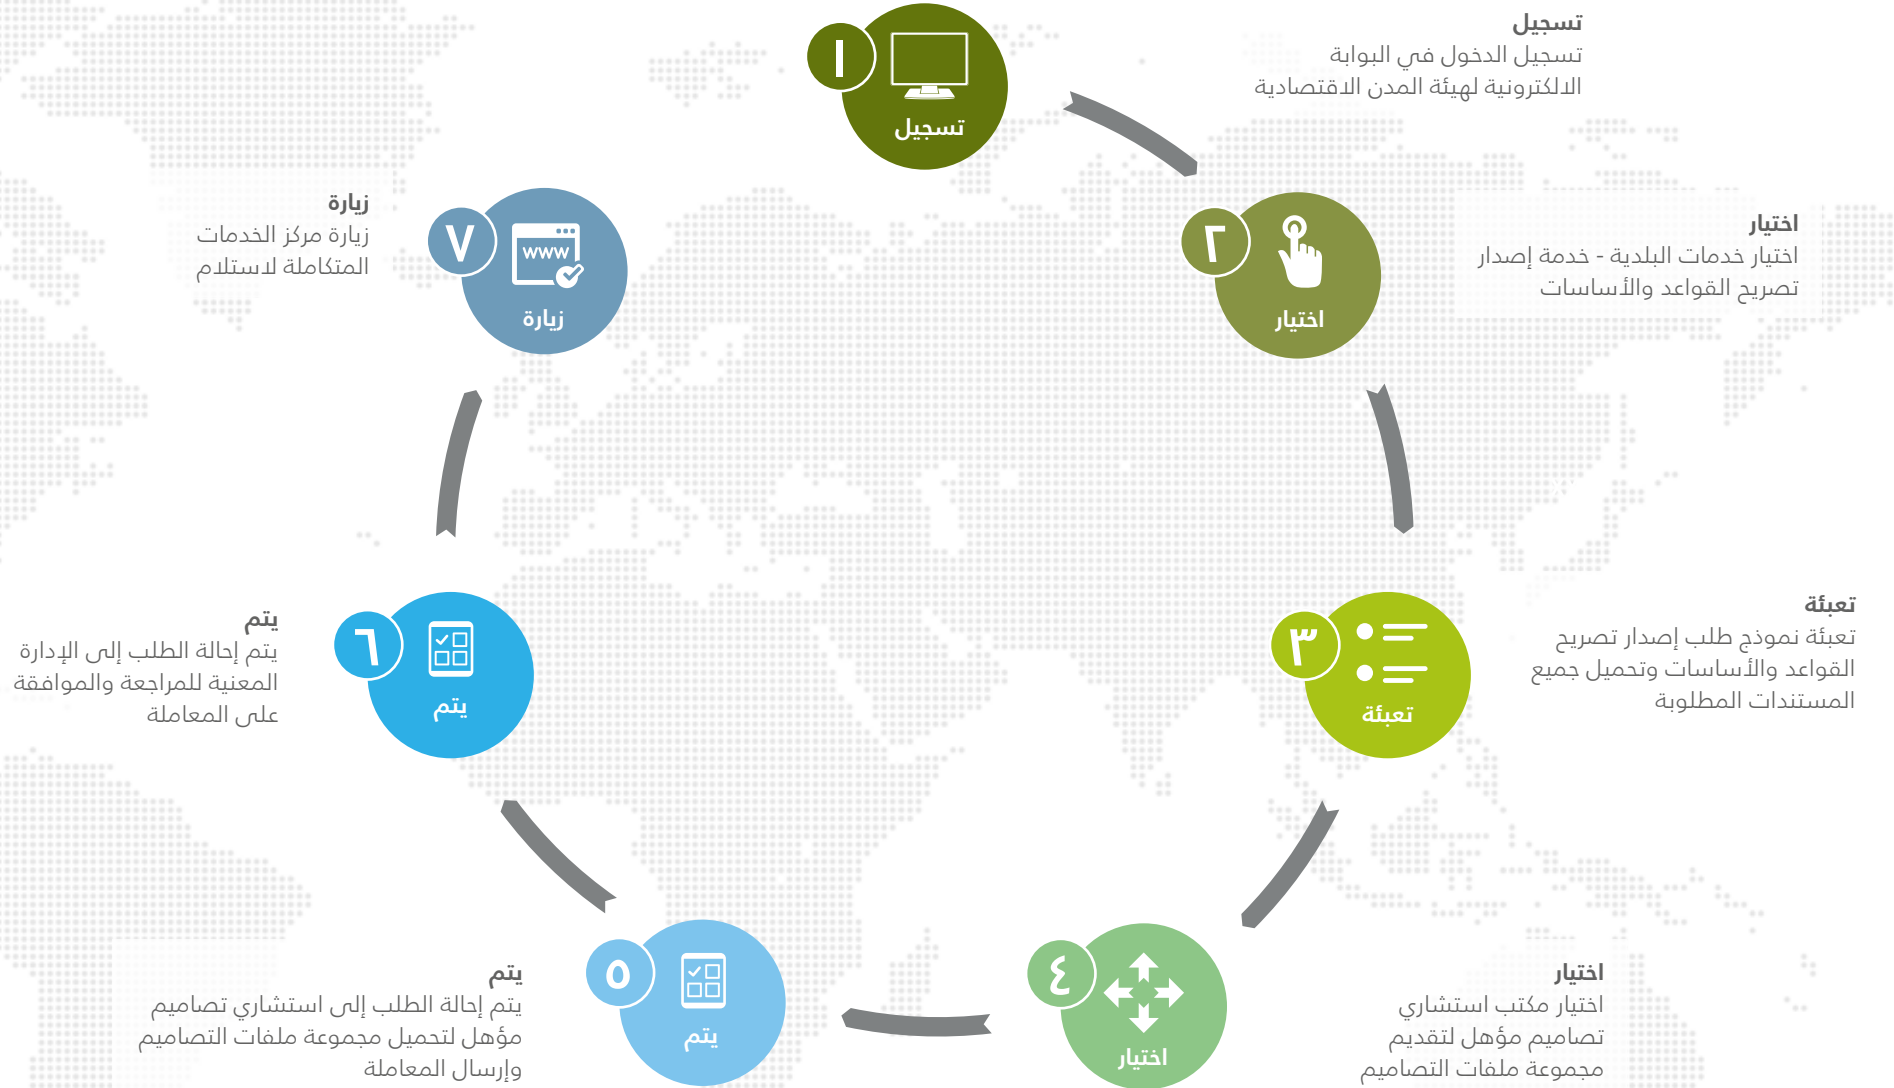 ١
تسجيل
تسجيل
تسجيل الدخول في البوابة
الالكترونية لهيئة المدن الاقتصادية
٢
اختيار
اختيار
اختيار خدمات البلدية - خدمة إصدار
تصريح القواعد والأساسات
٣
تعبئة
تعبئة
تعبئة نموذج طلب إصدار تصريح
القواعد والأساسات وتحميل جميع
المستندات المطلوبة
٤
اختيار
اختيار
اختيار مكتب استشاري
تصاميم مؤهل لتقديم
مجموعة ملفات التصاميم
٥
يتم
يتم
يتم إحالة الطلب إلى استشاري تصاميم
مؤهل لتحميل مجموعة ملفات التصاميم
وإرسال المعاملة
٦
يتم
يتم
يتم إحالة الطلب إلى الإدارة
المعنية للمراجعة والموافقة
على المعاملة
٧
www
زيارة
زيارة
زيارة مركز الخدمات
المتكاملة لاستلام